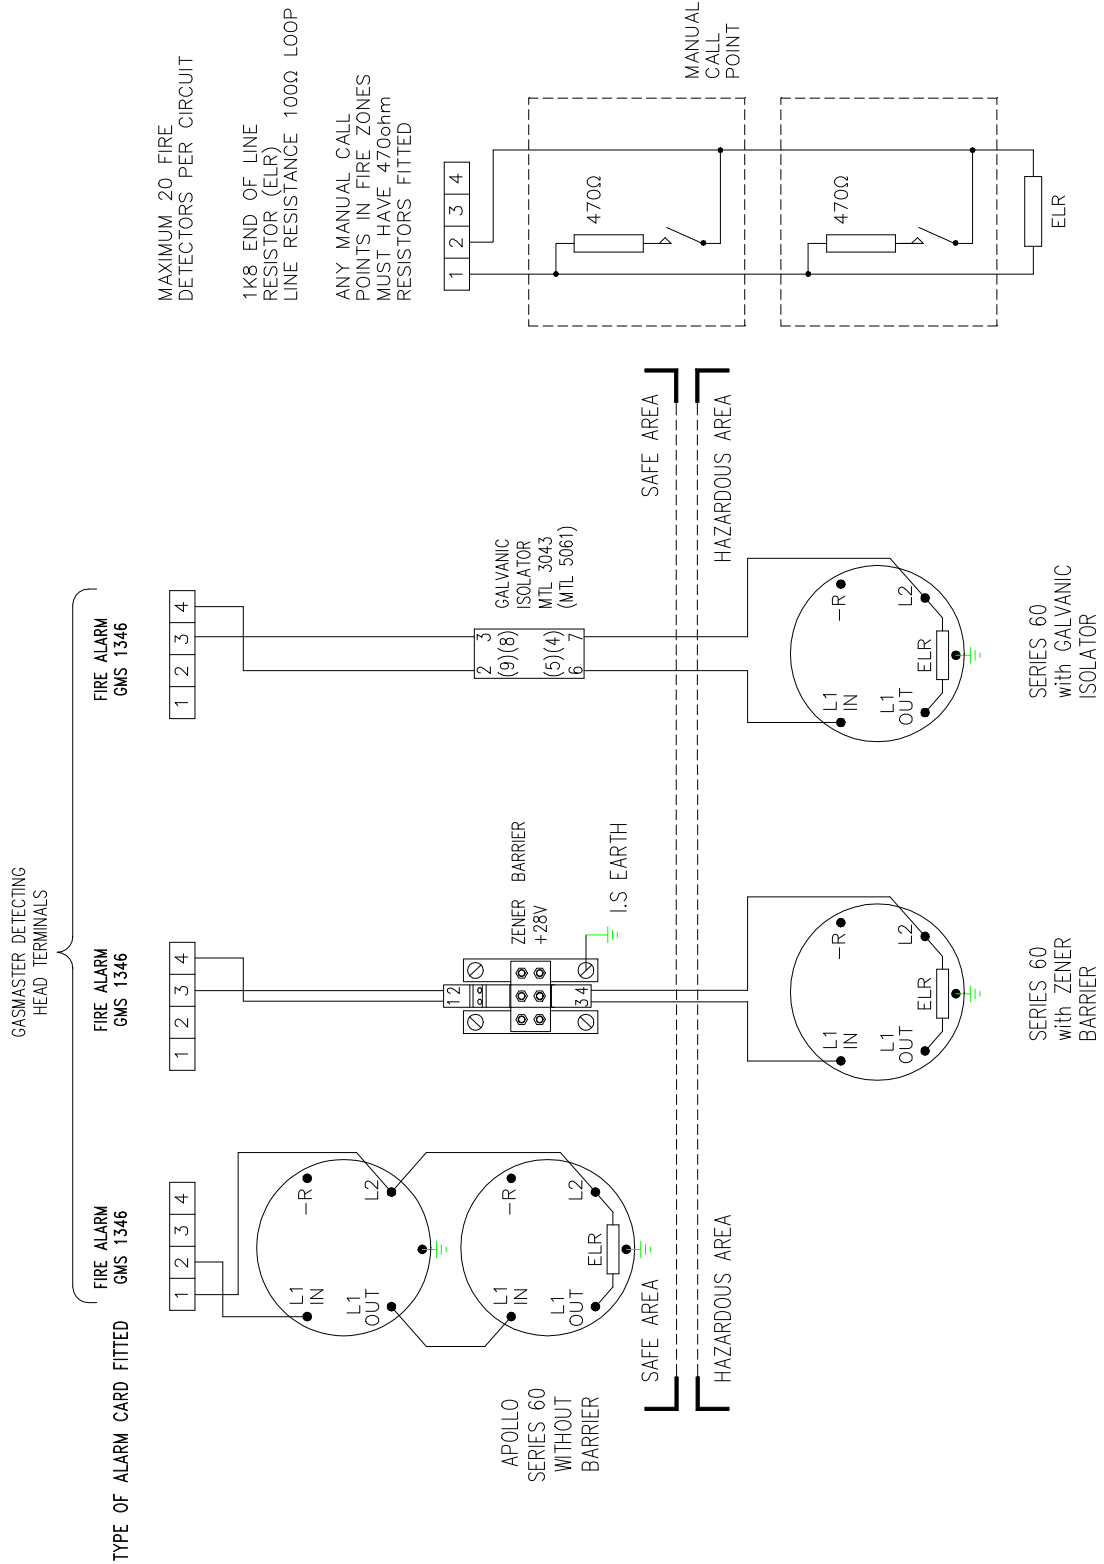 GASMASTER DETECTING
HEAD TERMINALS
TYPE OF ALARM CARD FITTED
FIRE ALARM
GMS 1346
1 2 3 4
FIRE ALARM
GMS 1346
1 2 3 4
FIRE ALARM
GMS 1346
1 2 3 4
MAXIMUM 20 FIRE
DETECTORS PER CIRCUIT
1K8 END OF LINE
RESISTOR (ELR)
LINE RESISTANCE 100Ω LOOP
ANY MANUAL CALL
POINTS IN FIRE ZONES
MUST HAVE 470ohm
RESISTORS FITTED
L1
IN
-R
L1
OUT
L2
L1
IN
-R
L1
OUT
ELR
L2
APOLLO
SERIES 60
WITHOUT
BARRIER
1 2
3 4
ZENER BARRIER
+28V
I.S EARTH
2 3
(9)(8)
(5)(4)
6 7
GALVANIC
ISOLATOR
MTL 3043
(MTL 5061)
1 2 3 4
470Ω
470Ω
ELR
MANUAL
CALL
POINT
SAFE AREA
SAFE AREA
HAZARDOUS AREA
HAZARDOUS AREA
L1
IN
-R
L1
OUT
ELR
L2
SERIES 60
with ZENER
BARRIER
L1
IN
-R
L1
OUT
ELR
L2
SERIES 60
with GALVANIC
ISOLATOR